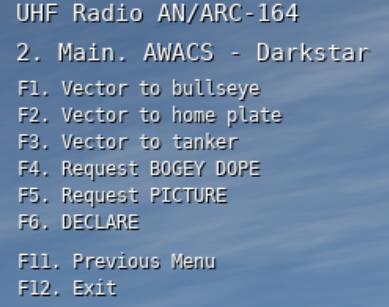 UHF Radio AN/ARC-164
2. Main. AWACS - Darkstar
F1. Vector to bullseye
F2. Vector to home plate
F3. Vector to tanker
F4. Request BOGEY DOPE
F5. Request PICTURE
F6. DECLARE
F11. Previous Menu
F12. Exit